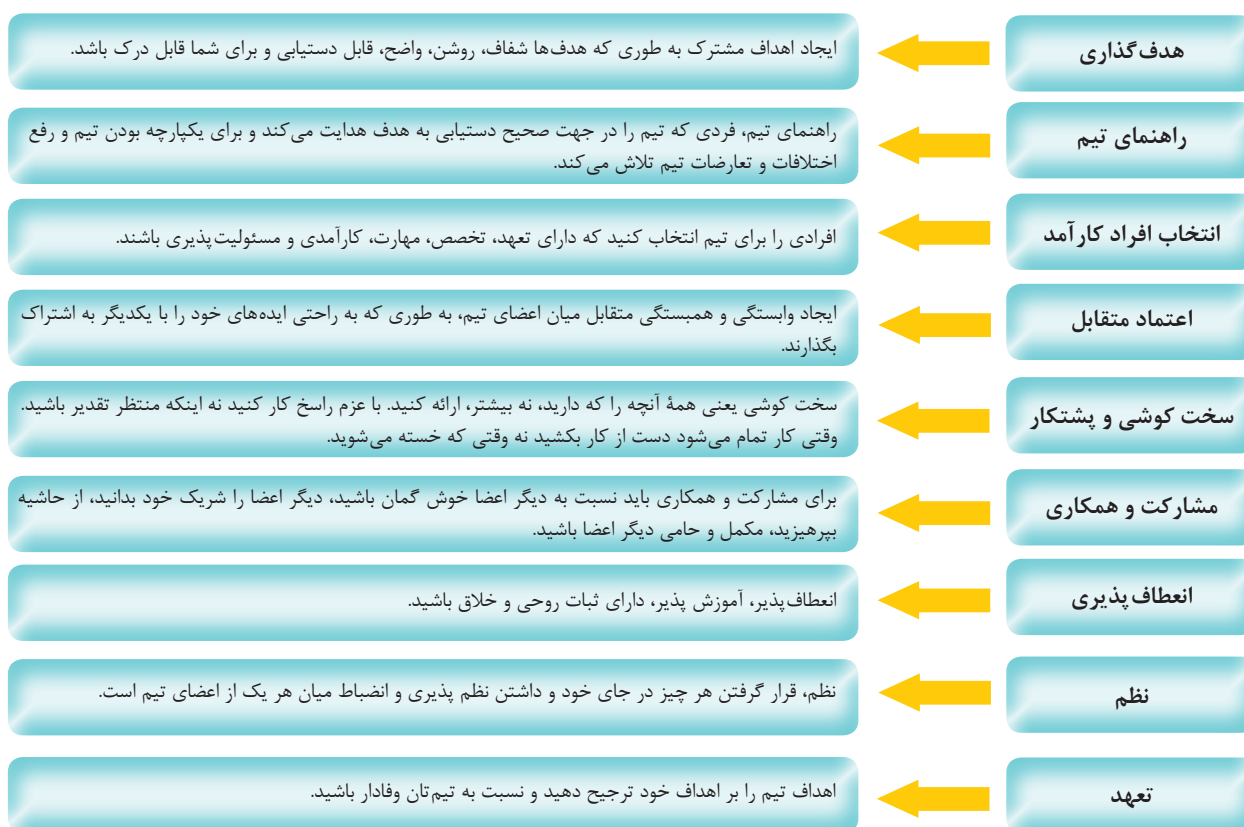 هدف‌گذاری
ایجاد اهداف مشترک به طوری که هدف‌ها شفاف، روشن، واضح، قابل دستیابی و برای شما قابل درک باشد.
راهنمای تیم
راهنمای تیم، فردی که تیم را در جهت صحیح دستیابی به هدف هدایت می‌کند و برای یکپارچه بودن تیم و رفع
اختلافات و تعارضات تیم تلاش می‌کند.
انتخاب افراد کارآمد
افرادی را برای تیم انتخاب کنید که دارای تعهد، تخصص، مهارت، کارآمدی و مسئولیت‌پذیری باشند.
اعتماد متقابل
ایجاد وابستگی و همبستگی متقابل میان اعضای تیم، به طوری که به راحتی ایده‌های خود را با یکدیگر به اشتراک
بگذارند.
سخت کوشی و پشتکار
سخت کوشی یعنی همهٔ آنچه را که دارید، نه بیشتر، ارائه کنید. با عزم راسخ کار کنید نه اینکه منتظر تقدیر باشید.
وقتی کار تمام می‌شود دست از کار بکشید نه وقتی که خسته می‌شوید.
مشارکت و همکاری
برای مشارکت و همکاری باید نسبت به دیگر اعضا خوش گمان باشید، دیگر اعضا را شریک خود بدانید، از حاشیه
بپرهیزید، مکمل و حامی دیگر اعضا باشید.
انعطاف‌پذیری
انعطاف‌پذیر، آموزش پذیر، دارای ثبات روحی و خلاق باشید.
نظم
نظم، قرار گرفتن هر چیز در جای خود و داشتن نظم پذیری و انضباط میان هر یک از اعضای تیم است.
تعهد
اهداف تیم را بر اهداف خود ترجیح دهید و نسبت به تیم‌تان وفادار باشید.